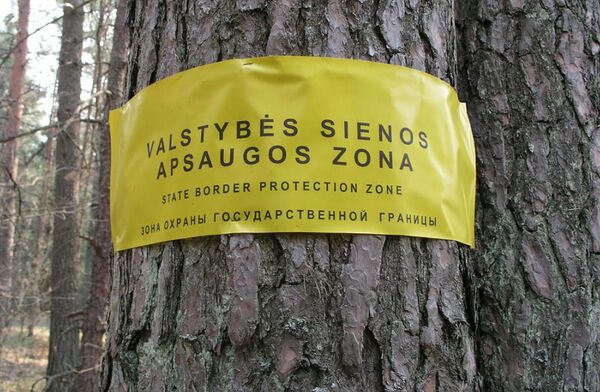 VALSTYBĖS SIENOS
APSAUGOS ZONA
STATE BORDER PROTECTION ZONE
ЗОНА ОХРАНЫ ГОСУДАРСТВЕННОЙ ГРАНИЦЫ